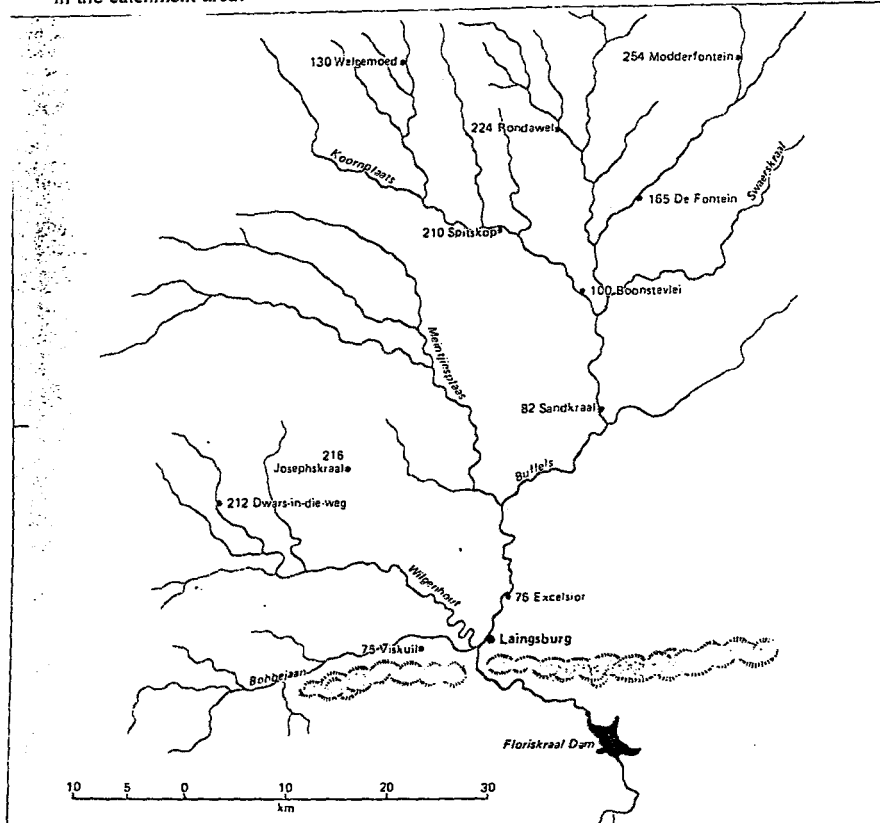 in the catchment area.
130 Welgemoed
254 Modderfontein
224 Rondawel
Koornplaats
Swaerskraal
165 De Fontein
210 Spitskop
100 Boonstevlei
Meintjiesplaas
82 Sandkraal
216
Josephskraal
Buffels
212 Dwars-in-die-weg
Wilgenhout
76 Excelsior
Laingsburg
75 Viskuil
Bobbejaan
Floriskraal Dam
10 5 0 10 20 30
km